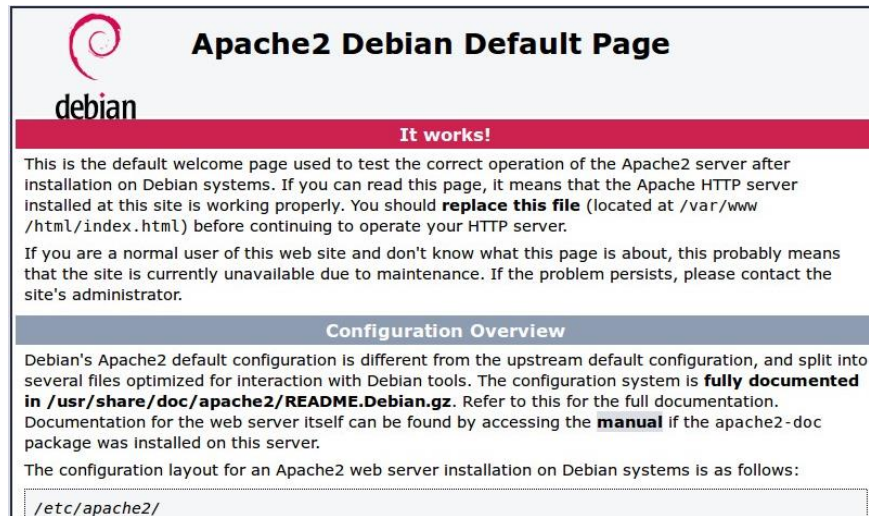 debian
Apache2 Debian Default Page
It works!
This is the default welcome page used to test the correct operation of the Apache2 server after
installation on Debian systems. If you can read this page, it means that the Apache HTTP server
installed at this site is working properly. You should replace this file (located at /var/www
/html/index.html) before continuing to operate your HTTP server.
If you are a normal user of this web site and don't know what this page is about, this probably means
that the site is currently unavailable due to maintenance. If the problem persists, please contact the
site's administrator.
Configuration Overview
Debian's Apache2 default configuration is different from the upstream default configuration, and split into
several files optimized for interaction with Debian tools. The configuration system is fully documented
in /usr/share/doc/apache2/README.Debian.gz. Refer to this for the full documentation.
Documentation for the web server itself can be found by accessing the manual if the apache2-doc
package was installed on this server.
The configuration layout for an Apache2 web server installation on Debian systems is as follows:
/etc/apache2/